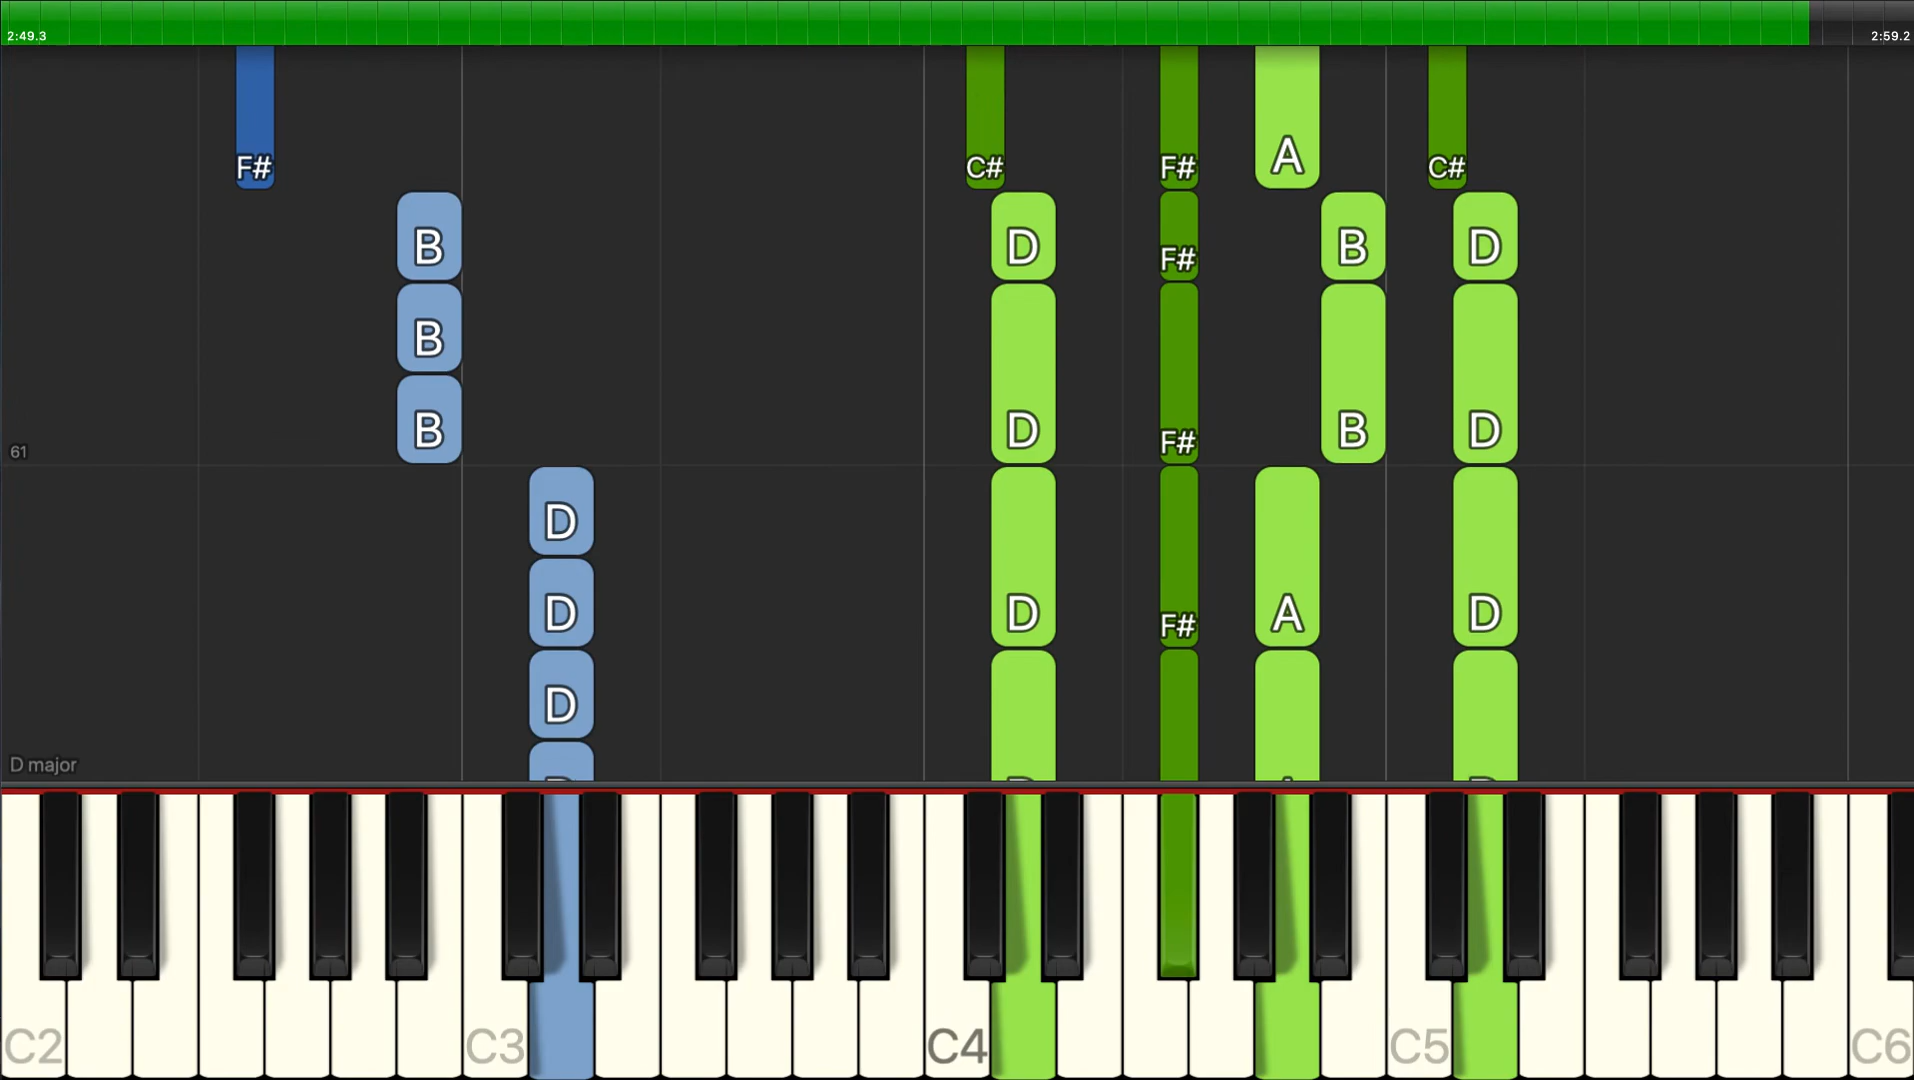 2:49.3 2:59.2
F# C# F# A C#
B D F# B D
B
B D F# B D
61
D
D D F# A D
D
D major
D D A D
C2 C3 C4 C5 C6